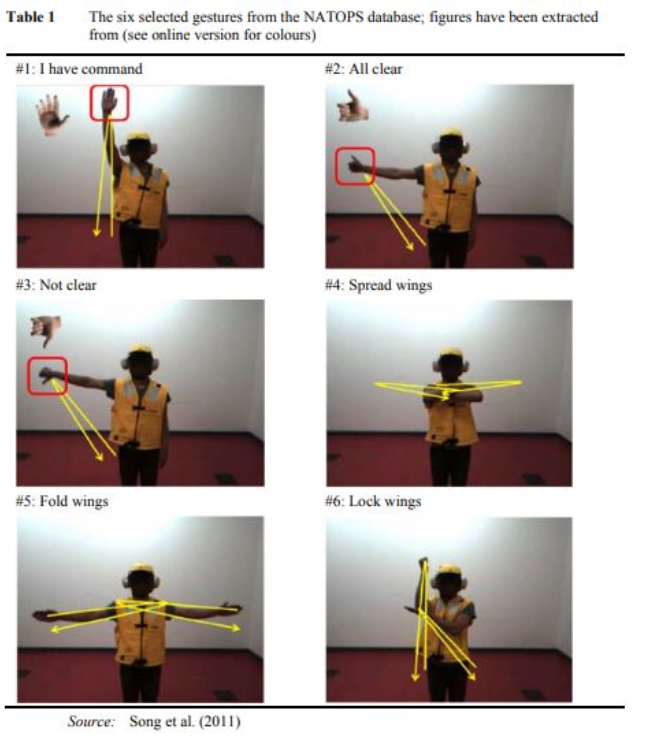 Table 1 The six selected gestures from the NATOPS database; figures have been extracted
from (see online version for colours)
#1: I have command #2: All clear
#3: Not clear #4: Spread wings
#5: Fold wings #6: Lock wings
Source: Song et al. (2011)